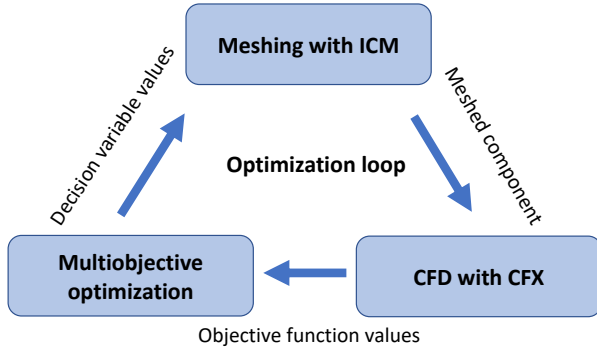 Meshing with ICM
Decision variable values
Meshed component
Optimization loop
Multiobjective
optimization
CFD with CFX
Objective function values